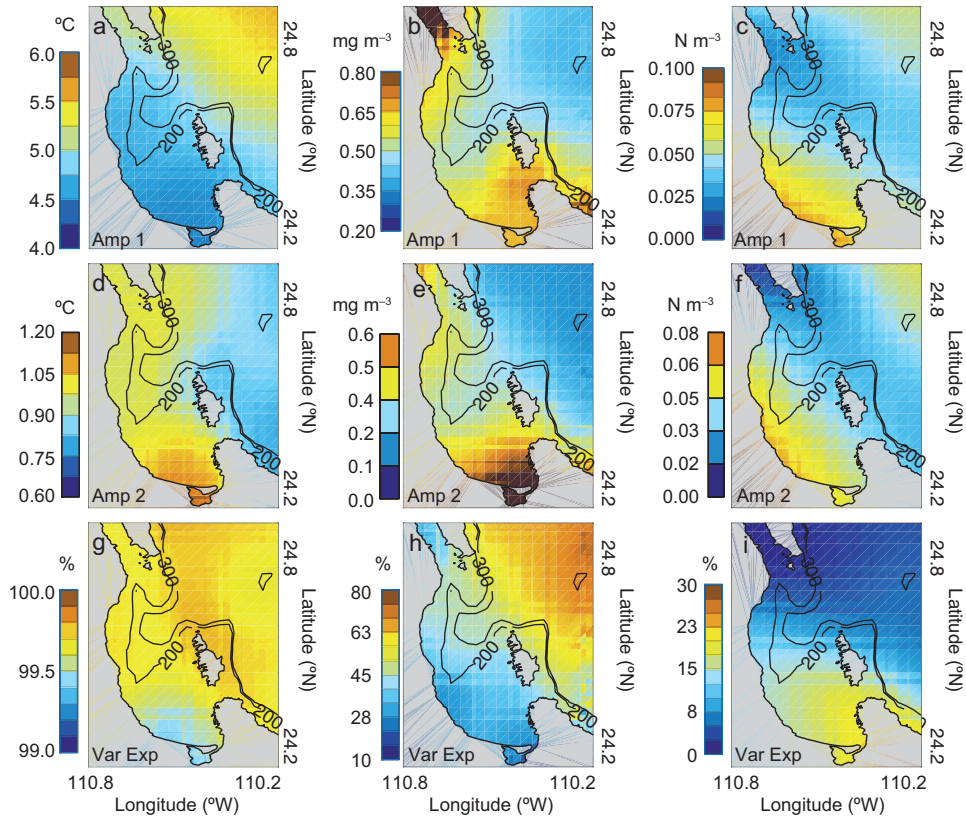 ºC
a
6.0
5.5
5.0
4.5
4.0
300
200
200
Amp 1
24.8
Latitude (ºN)
24.2
mg m⁻³
b
0.80
0.65
0.50
0.35
0.20
300
200
200
Amp 1
24.8
Latitude (ºN)
24.2
N m⁻³
c
0.100
0.075
0.050
0.025
0.000
300
200
200
Amp 1
24.8
Latitude (ºN)
24.2
ºC
d
1.20
1.05
0.90
0.75
0.60
300
200
200
Amp 2
24.8
Latitude (ºN)
24.2
mg m⁻³
e
0.6
0.5
0.4
0.2
0.1
0.0
300
200
200
Amp 2
24.8
Latitude (ºN)
24.2
N m⁻³
f
0.08
0.06
0.05
0.03
0.02
0.00
300
200
200
Amp 2
24.8
Latitude (ºN)
24.2
%
g
100.0
99.5
99.0
300
200
200
Var Exp
24.8
Latitude (ºN)
24.2
110.8
110.2
Longitude (ºW)
%
h
80
63
45
28
10
300
200
200
Var Exp
24.8
Latitude (ºN)
24.2
110.8
110.2
Longitude (ºW)
%
i
30
23
15
8
0
300
200
200
Var Exp
24.8
Latitude (ºN)
24.2
110.8
110.2
Longitude (ºW)